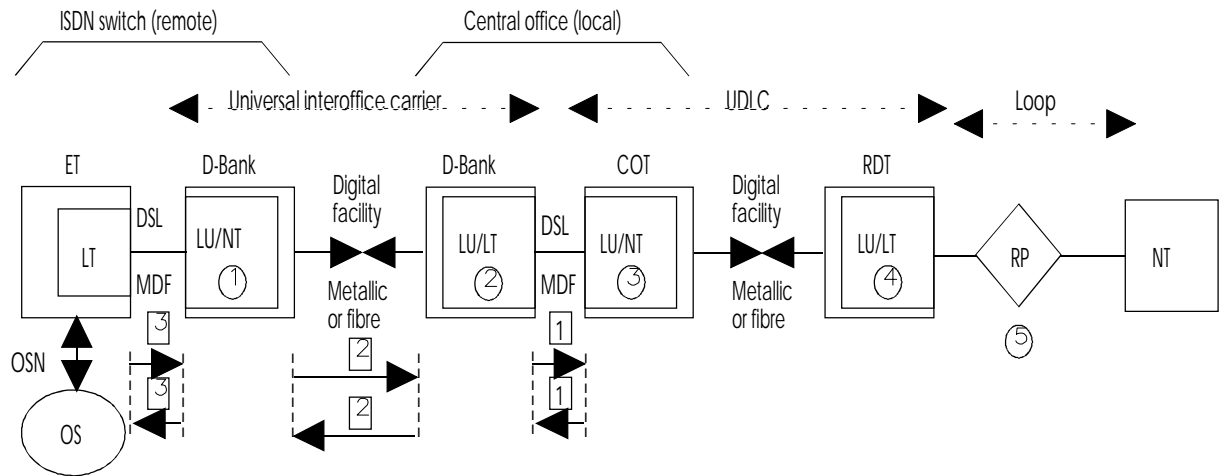 ISDN switch (remote)
Central office (local)
Universal interoffice carrier
UDLC
Loop
ET
D-Bank
D-Bank
COT
RDT
Digital
facility
Digital
facility
LT
DSL
MDF
LU/NT
1
LU/LT
2
DSL
MDF
LU/NT
3
LU/LT
4
RP
5
NT
Metallic
or fibre
Metallic
or fibre
OSN
OS
3
3
2
2
1
1